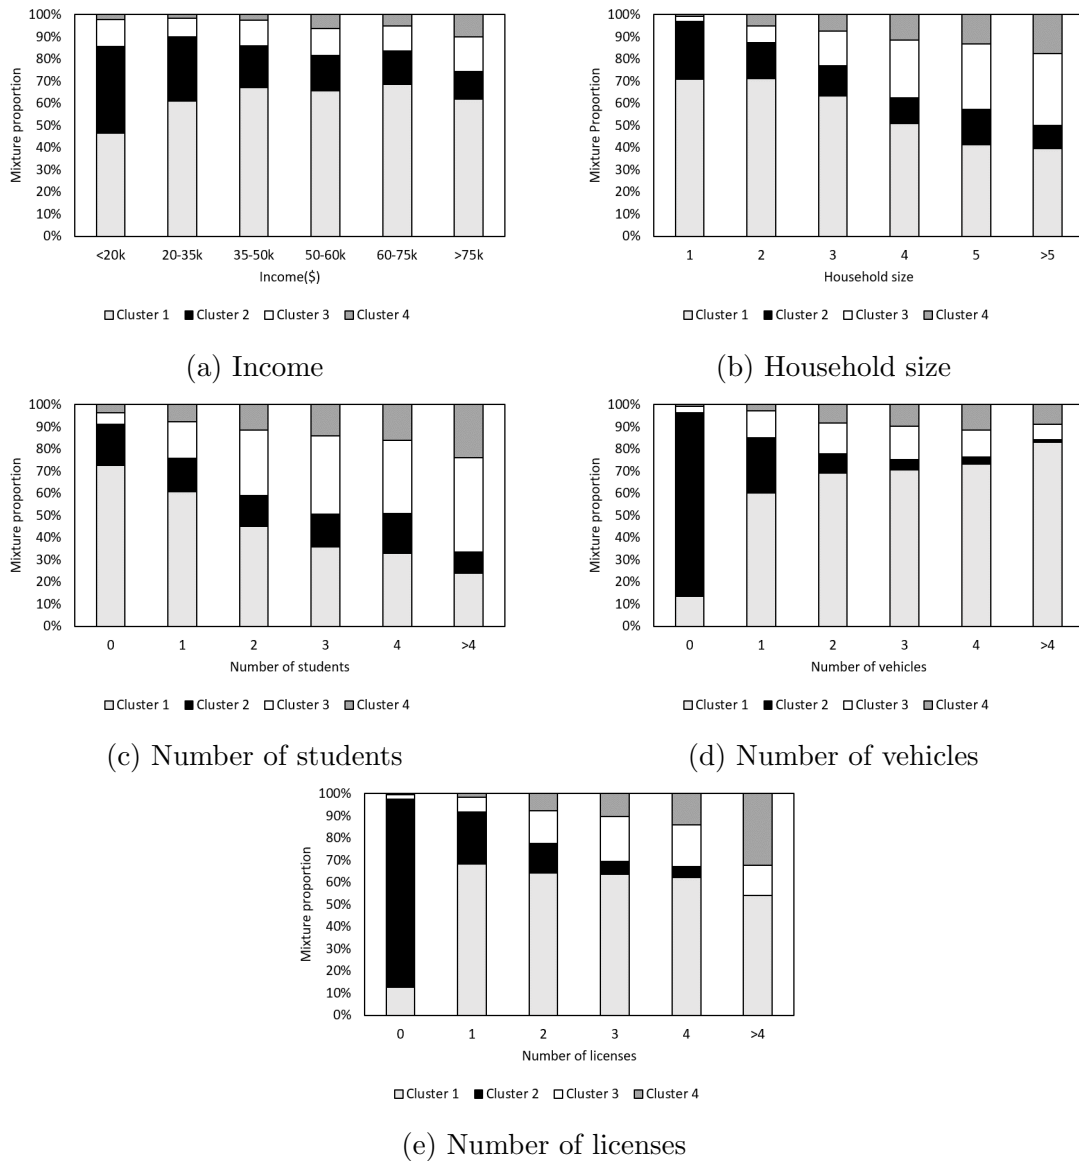 100%
90%
80%
70%
60%
50%
40%
30%
20%
10%
0%
Mixture proportion
<20k 20-35k 35-50k 50-60k 60-75k >75k
Income($)
Cluster 1 Cluster 2 Cluster 3 Cluster 4
(a) Income
100%
90%
80%
70%
60%
50%
40%
30%
20%
10%
0%
Mixture Proportion
1 2 3 4 5 >5
Household size
Cluster 1 Cluster 2 Cluster 3 Cluster 4
(b) Household size
100%
90%
80%
70%
60%
50%
40%
30%
20%
10%
0%
Mixture proportion
0 1 2 3 4 >4
Number of students
Cluster 1 Cluster 2 Cluster 3 Cluster 4
(c) Number of students
100%
90%
80%
70%
60%
50%
40%
30%
20%
10%
0%
Mixture proportion
0 1 2 3 4 >4
Number of vehicles
Cluster 1 Cluster 2 Cluster 3 Cluster 4
(d) Number of vehicles
100%
90%
80%
70%
60%
50%
40%
30%
20%
10%
0%
Mixture proportion
0 1 2 3 4 >4
Number of licenses
Cluster 1 Cluster 2 Cluster 3 Cluster 4
(e) Number of licenses